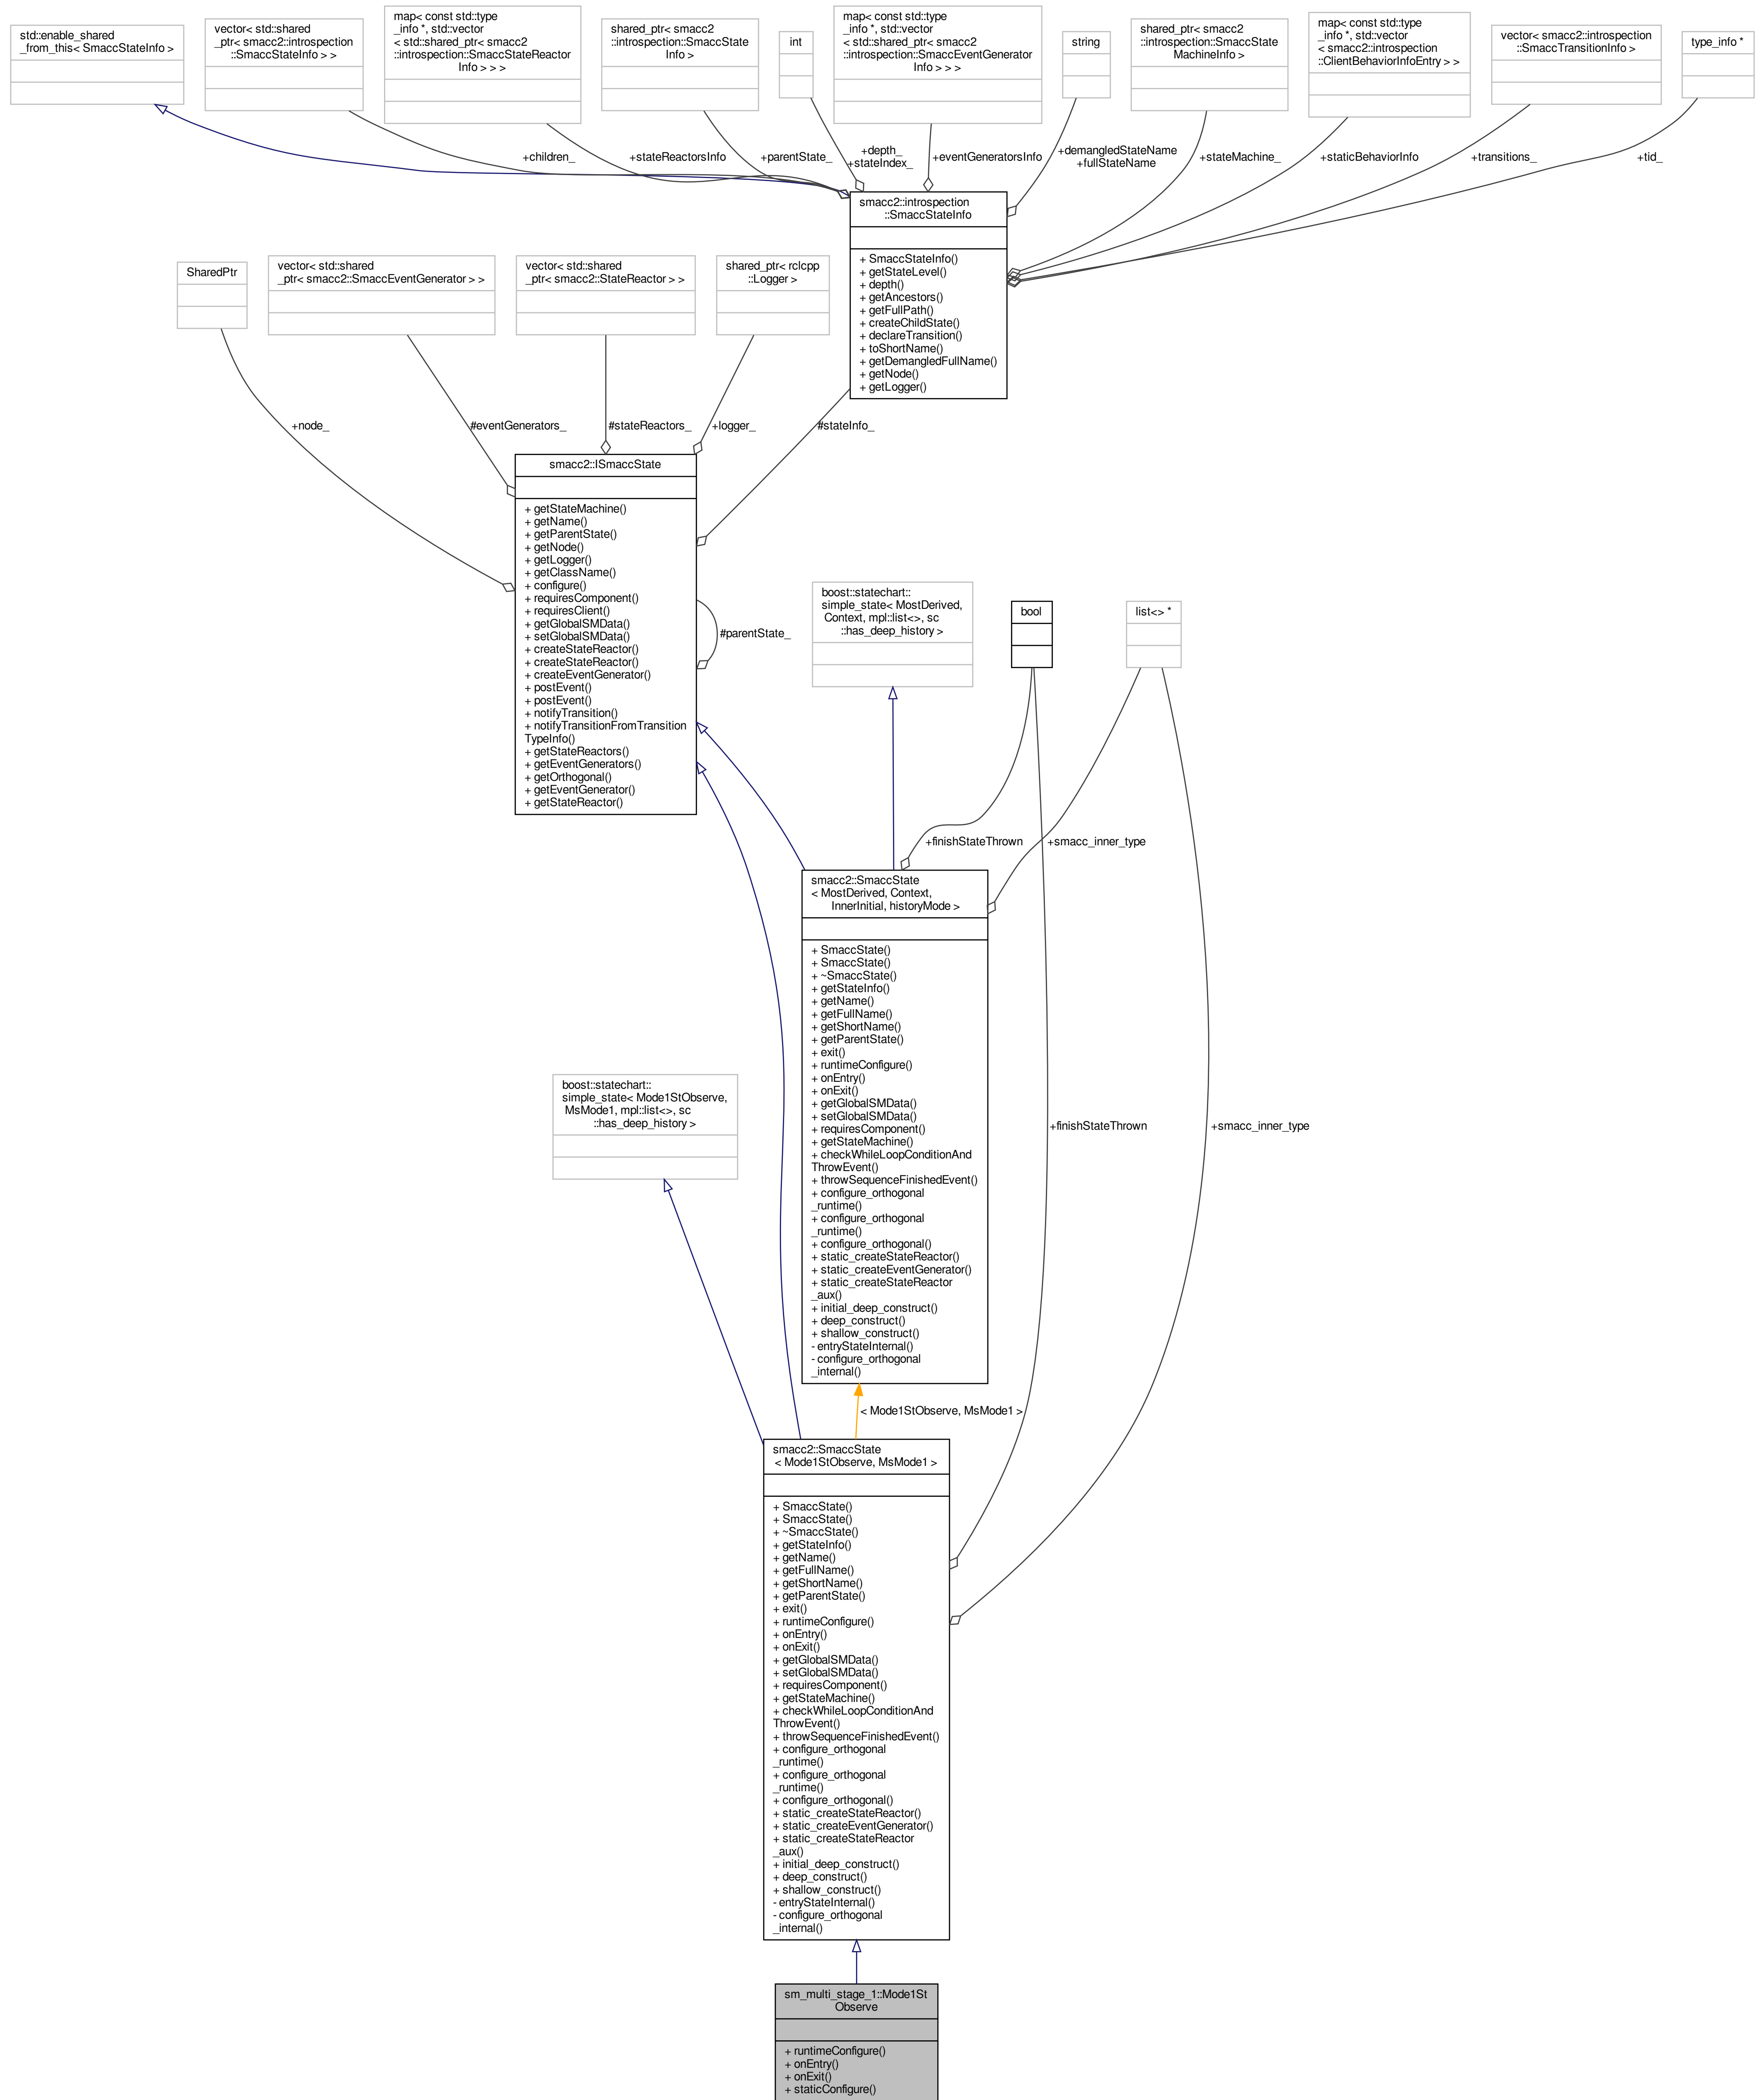 std::enable_shared
_from_this< SmaccStateInfo >
vector< std::shared
_ptr< smacc2::introspection
::SmaccStateInfo > >
map< const std::type
_info *, std::vector
< std::shared_ptr< smacc2
::introspection::SmaccStateReactor
Info > > >
shared_ptr< smacc2
::introspection::SmaccState
Info >
int
map< const std::type
_info *, std::vector
< std::shared_ptr< smacc2
::introspection::SmaccEventGenerator
Info > > >
string
shared_ptr< smacc2
::introspection::SmaccState
MachineInfo >
map< const std::type
_info *, std::vector
< smacc2::introspection
::ClientBehaviorInfoEntry > >
vector< smacc2::introspection
::SmaccTransitionInfo >
type_info *
+children_
+stateReactorsInfo
+parentState_
+depth_
+stateIndex_
+eventGeneratorsInfo
+demangledStateName
+fullStateName
+stateMachine_
+staticBehaviorInfo
+transitions_
+tid_
smacc2::introspection
::SmaccStateInfo
+ SmaccStateInfo()
+ getStateLevel()
+ depth()
+ getAncestors()
+ getFullPath()
+ createChildState()
+ declareTransition()
+ toShortName()
+ getDemangledFullName()
+ getNode()
+ getLogger()
SharedPtr
vector< std::shared
_ptr< smacc2::SmaccEventGenerator > >
vector< std::shared
_ptr< smacc2::StateReactor > >
shared_ptr< rclcpp
::Logger >
+node_
#eventGenerators_
#stateReactors_
+logger_
#stateInfo_
smacc2::ISmaccState
+ getStateMachine()
+ getName()
+ getParentState()
+ getNode()
+ getLogger()
+ getClassName()
+ configure()
+ requiresComponent()
+ requiresClient()
+ getGlobalSMData()
+ setGlobalSMData()
+ createStateReactor()
+ createStateReactor()
+ createEventGenerator()
+ postEvent()
+ postEvent()
+ notifyTransition()
+ notifyTransitionFromTransition
TypeInfo()
+ getStateReactors()
+ getEventGenerators()
+ getOrthogonal()
+ getEventGenerator()
+ getStateReactor()
#parentState_
boost::statechart::
simple_state< MostDerived,
Context, mpl::list<>, sc
::has_deep_history >
bool
list<> *
+finishStateThrown
+smacc_inner_type
smacc2::SmaccState
< MostDerived, Context,
InnerInitial, historyMode >
+ SmaccState()
+ SmaccState()
+ ~SmaccState()
+ getStateInfo()
+ getName()
+ getFullName()
+ getShortName()
+ getParentState()
+ exit()
+ runtimeConfigure()
+ onEntry()
+ onExit()
+ getGlobalSMData()
+ setGlobalSMData()
+ requiresComponent()
+ getStateMachine()
+ checkWhileLoopConditionAnd
ThrowEvent()
+ throwSequenceFinishedEvent()
+ configure_orthogonal
_runtime()
+ configure_orthogonal
_runtime()
+ configure_orthogonal()
+ static_createStateReactor()
+ static_createEventGenerator()
+ static_createStateReactor
_aux()
+ initial_deep_construct()
+ deep_construct()
+ shallow_construct()
- entryStateInternal()
- configure_orthogonal
_internal()
boost::statechart::
simple_state< Mode1StObserve,
MsMode1, mpl::list<>, sc
::has_deep_history >
+finishStateThrown
+smacc_inner_type
< Mode1StObserve, MsMode1 >
smacc2::SmaccState
< Mode1StObserve, MsMode1 >
+ SmaccState()
+ SmaccState()
+ ~SmaccState()
+ getStateInfo()
+ getName()
+ getFullName()
+ getShortName()
+ getParentState()
+ exit()
+ runtimeConfigure()
+ onEntry()
+ onExit()
+ getGlobalSMData()
+ setGlobalSMData()
+ requiresComponent()
+ getStateMachine()
+ checkWhileLoopConditionAnd
ThrowEvent()
+ throwSequenceFinishedEvent()
+ configure_orthogonal
_runtime()
+ configure_orthogonal
_runtime()
+ configure_orthogonal()
+ static_createStateReactor()
+ static_createEventGenerator()
+ static_createStateReactor
_aux()
+ initial_deep_construct()
+ deep_construct()
+ shallow_construct()
- entryStateInternal()
- configure_orthogonal
_internal()
sm_multi_stage_1::Mode1St
Observe
+ runtimeConfigure()
+ onEntry()
+ onExit()
+ staticConfigure()